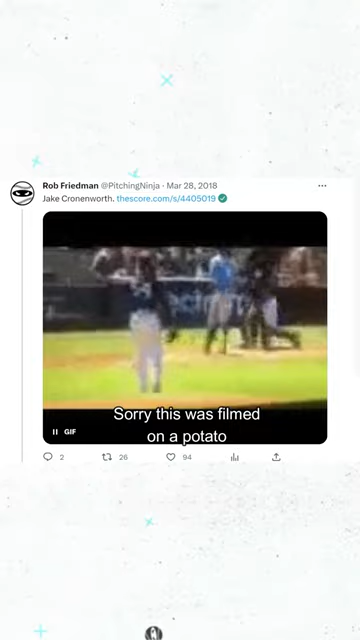 Rob Friedman @PitchingNinja · Mar 28, 2018
Jake Cronenworth. thescore.com/s/4405019
Sorry this was filmed
on a potato
GIF
2 26 94